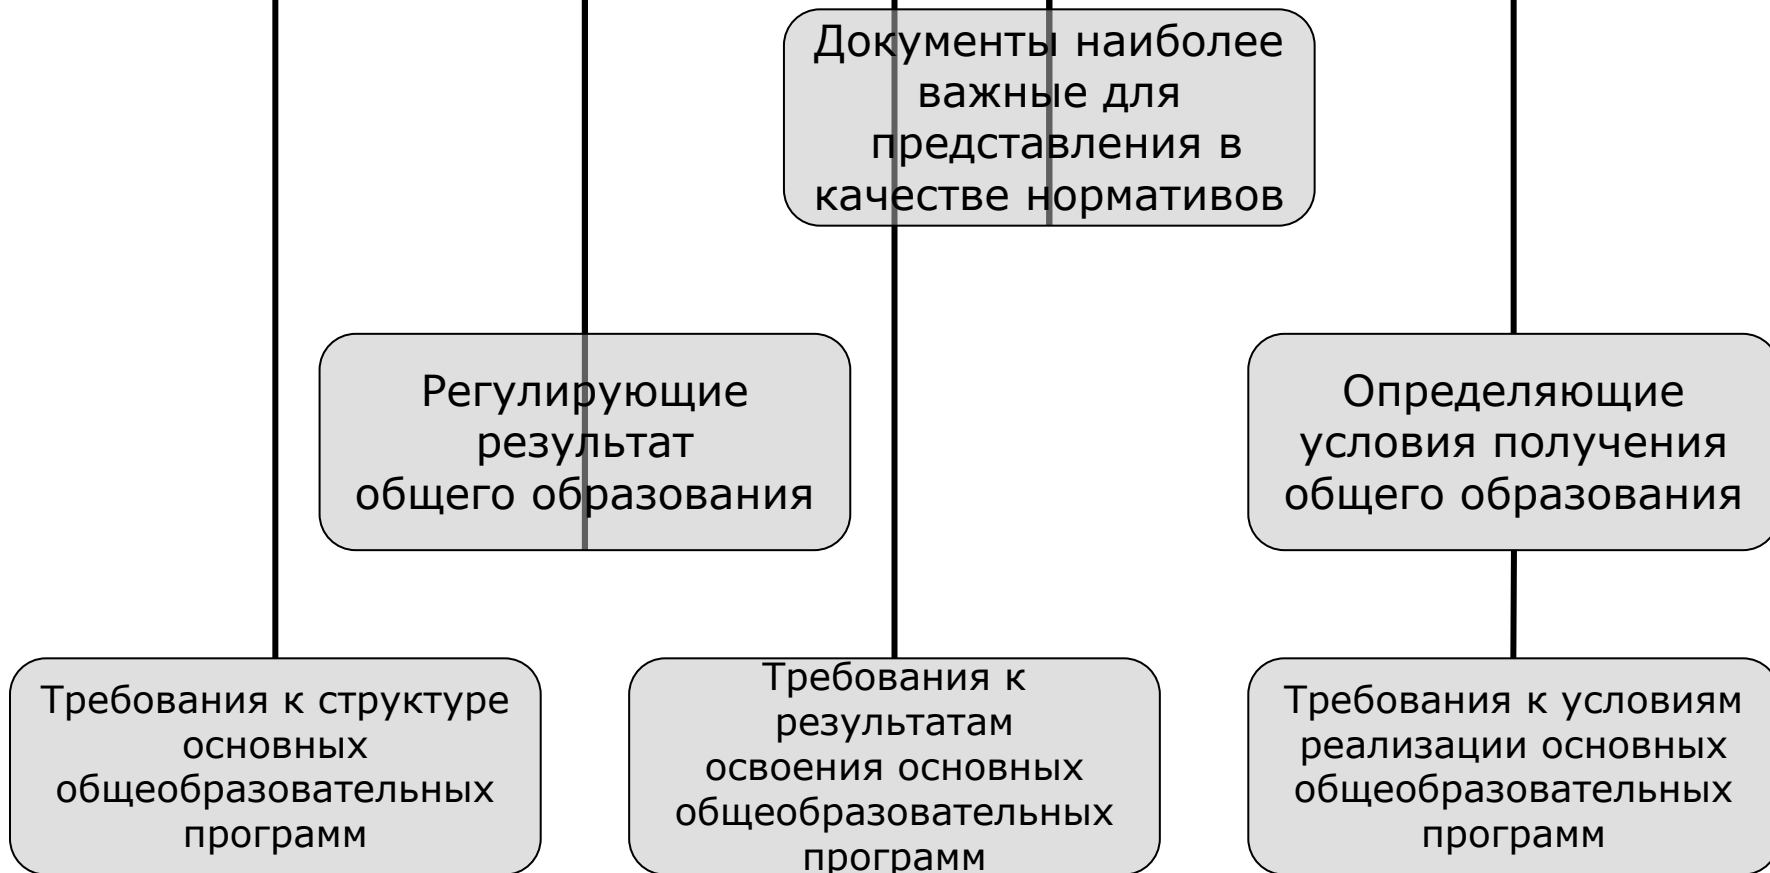 Документы наиболее
важные для
представления в
качестве нормативов
Регулирующие
результат
общего образования
Определяющие
условия получения
общего образования
Требования к структуре
основных
общеобразовательных
программ
Требования к
результатам
освоения основных
общеобразовательных
программ
Требования к условиям
реализации основных
общеобразовательных
программ